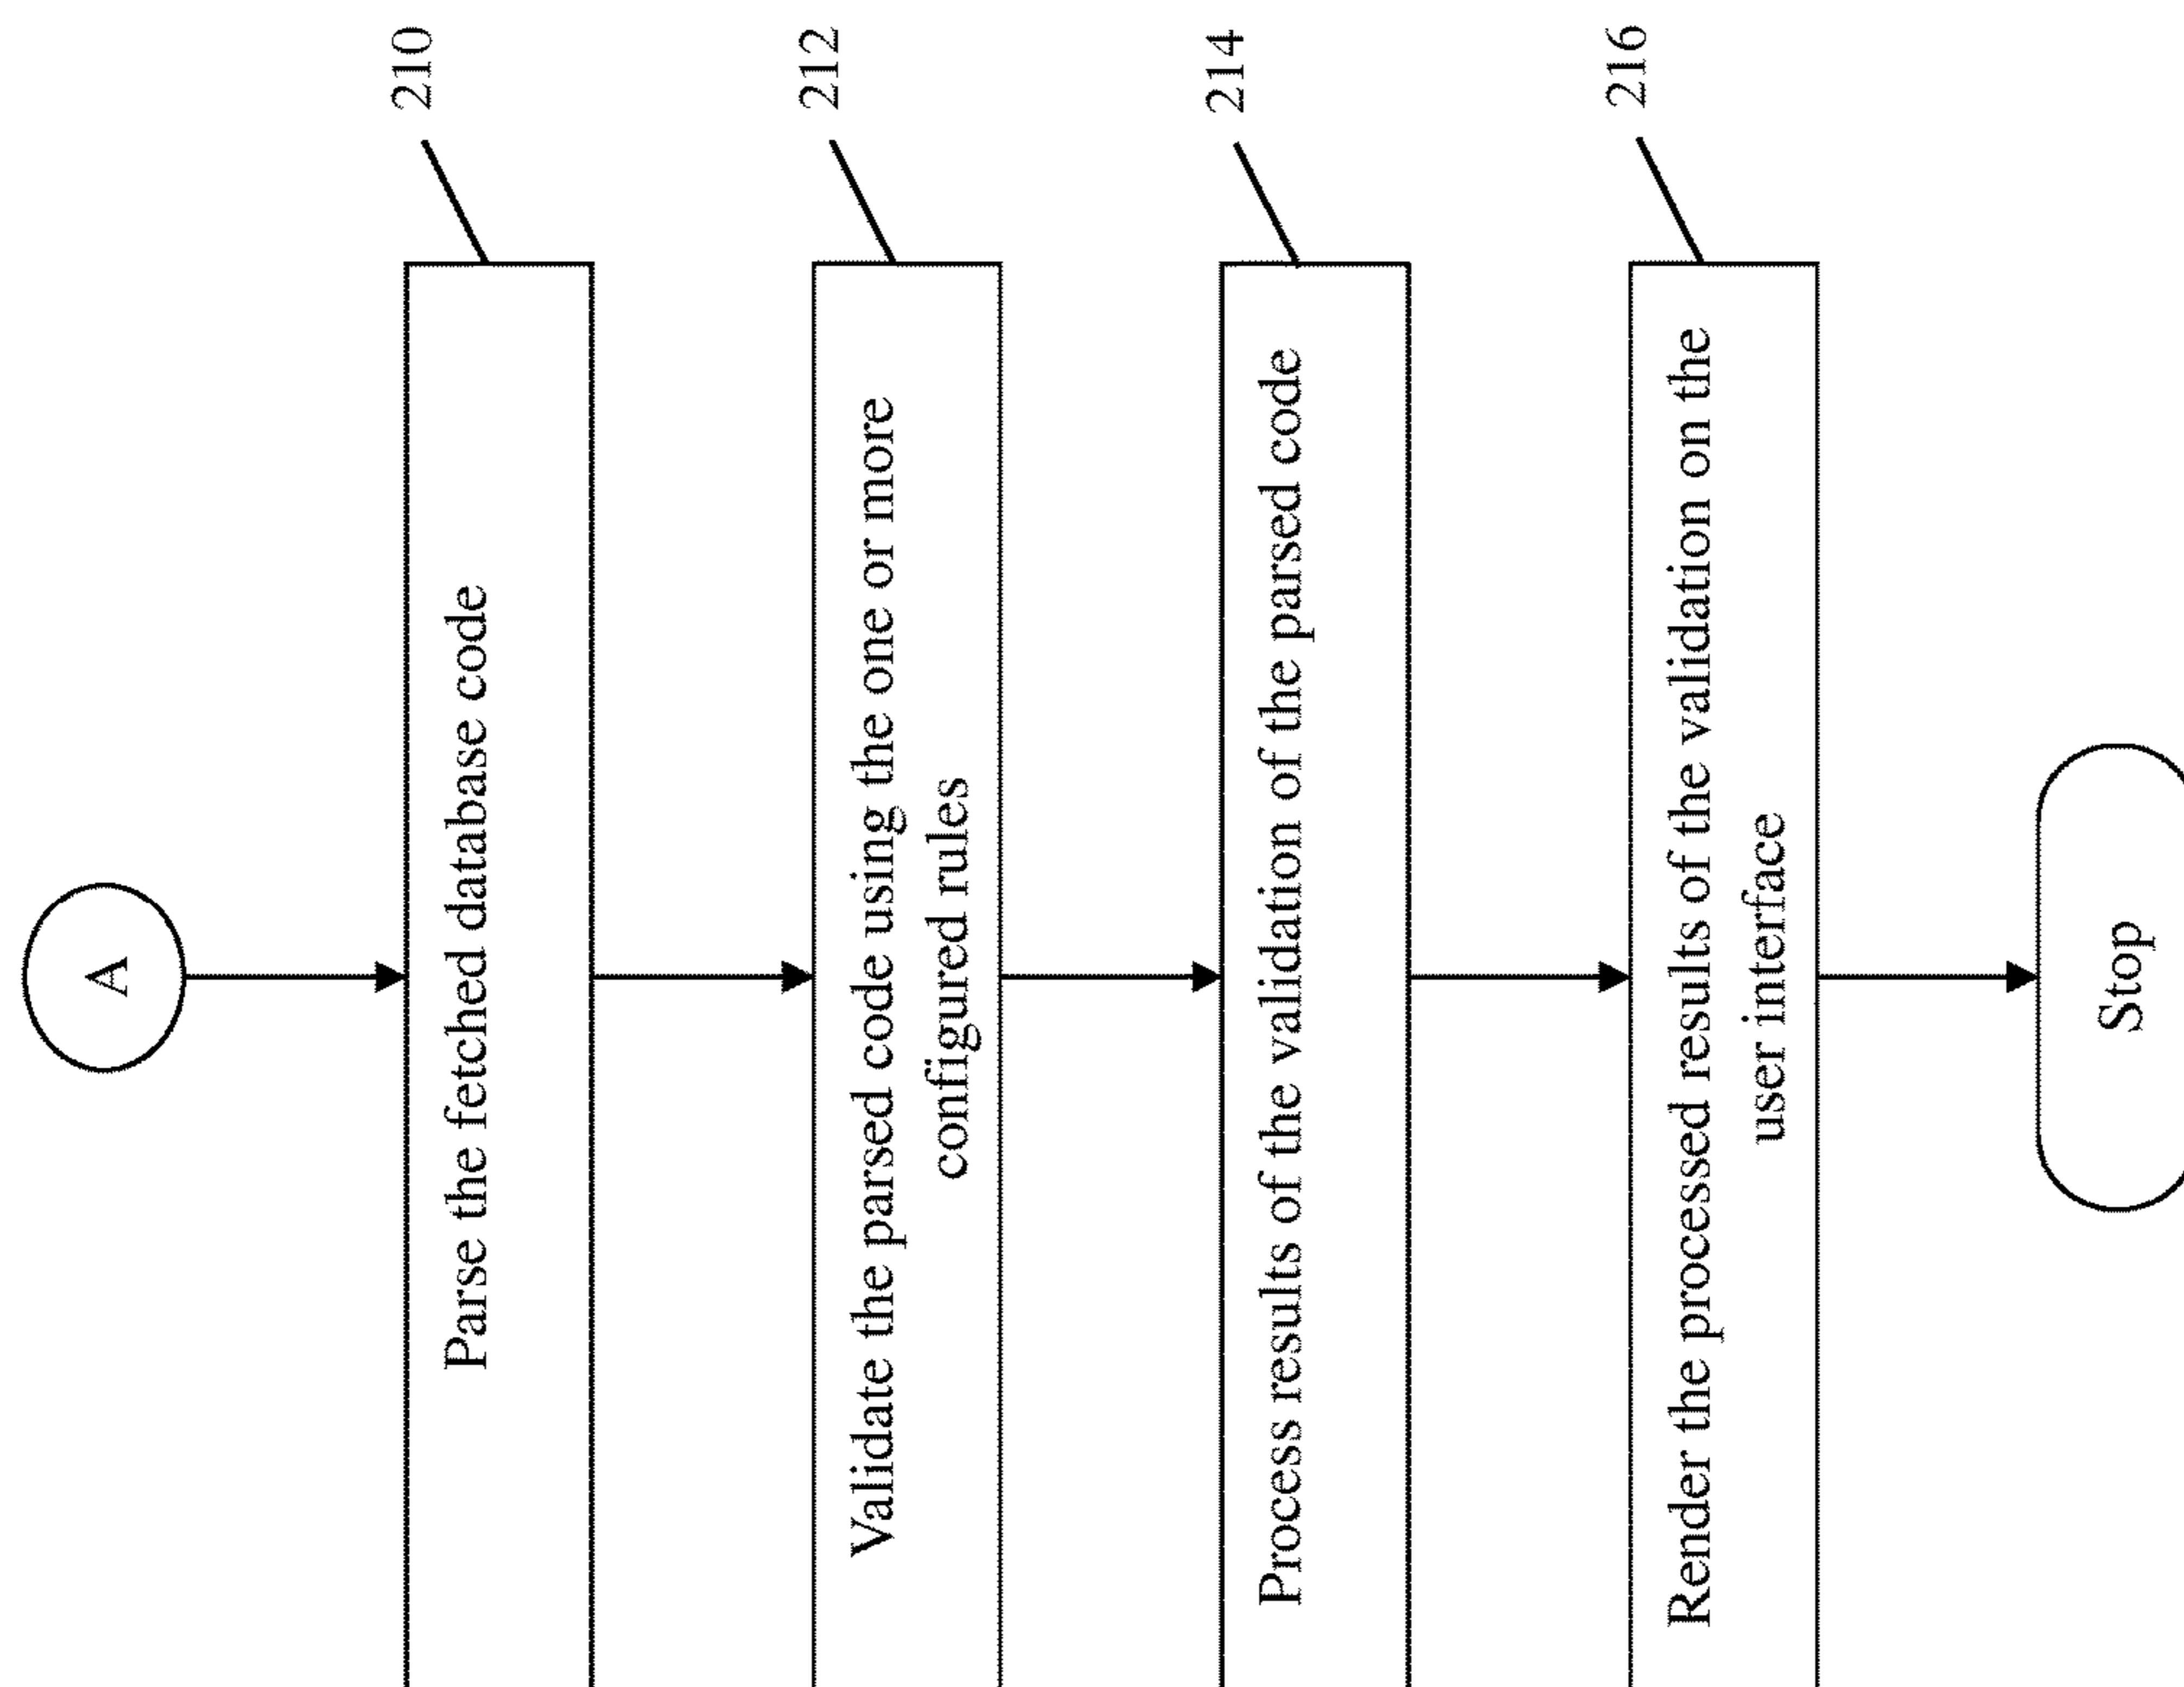 A
210
Parse the fetched database code
212
Validate the parsed code using the one or more
configured rules
214
Process results of the validation of the parsed code
216
Render the processed results of the validation on the
user interface
Stop